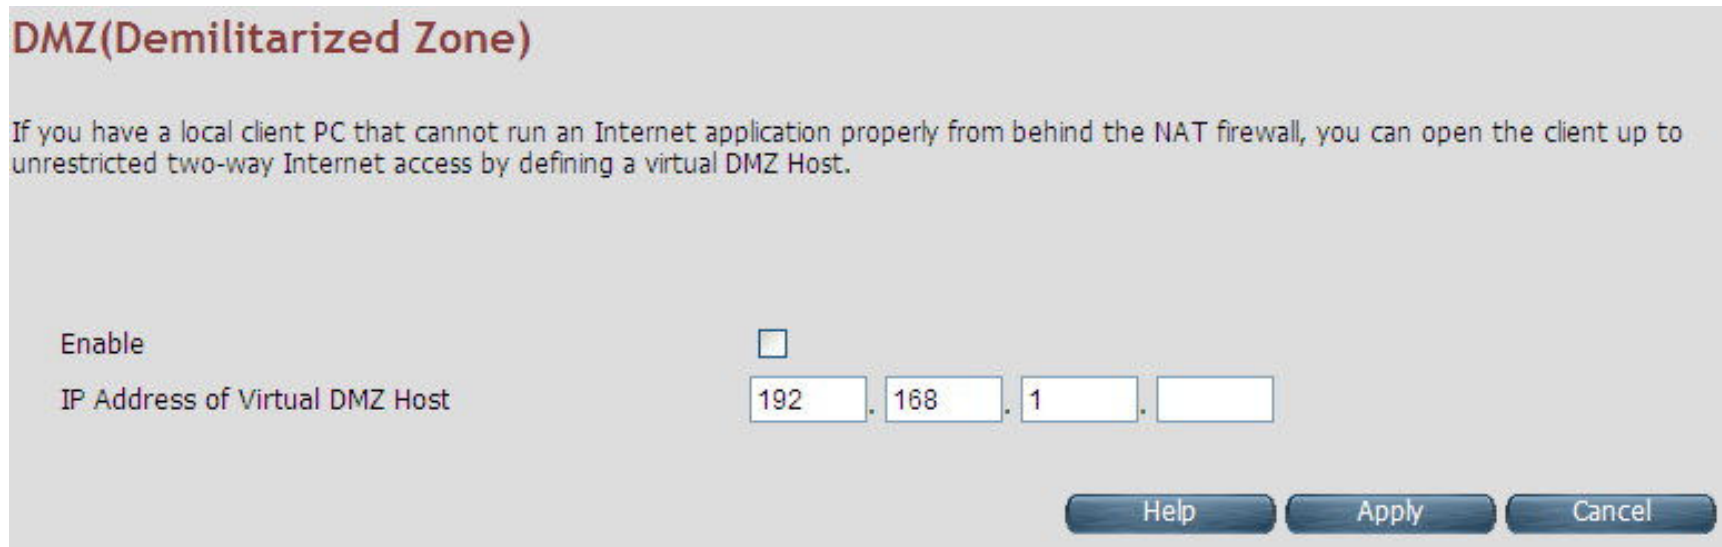 DMZ(Demilitarized Zone)
If you have a local client PC that cannot run an Internet application properly from behind the NAT firewall, you can open the client up to
unrestricted two-way Internet access by defining a virtual DMZ Host.
Enable
IP Address of Virtual DMZ Host 192 . 168 . 1 .
Help Apply Cancel